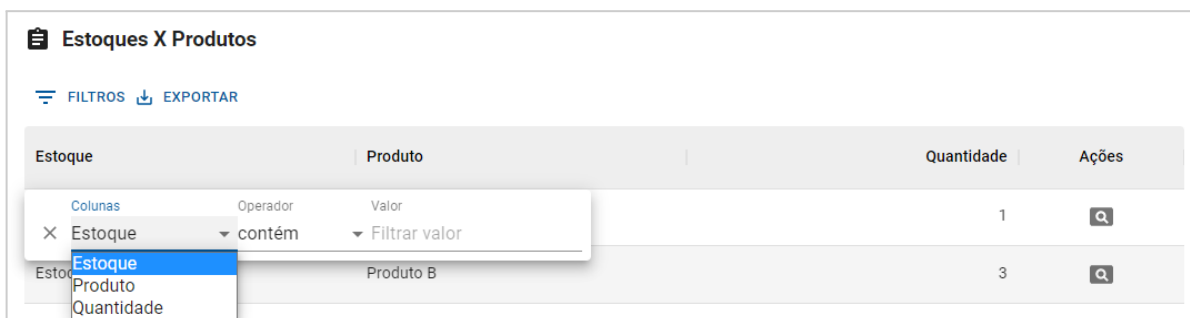 Estoques X Produtos
FILTROS EXPORTAR
Estoque Produto Quantidade Ações
Colunas Operador Valor
Estoque contém Filtrar valor 1
Estoque
Produto B 3
Produto
Quantidade